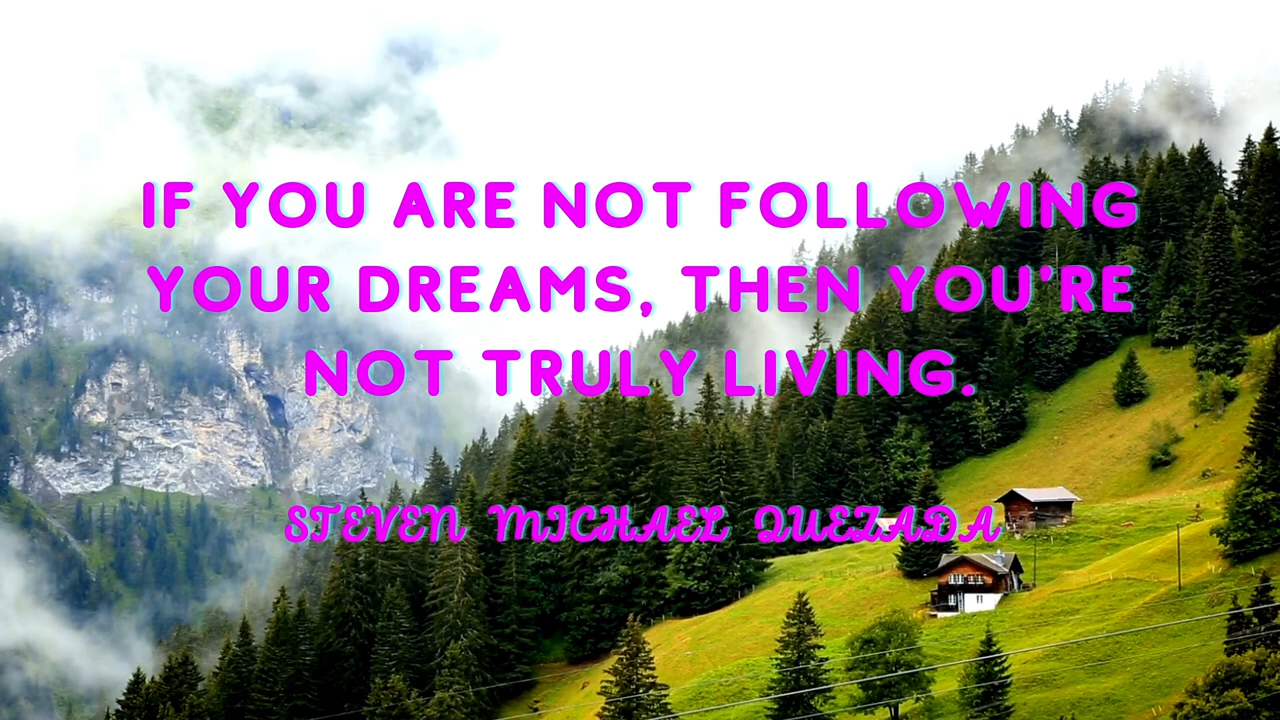 IF YOU ARE NOT FOLLOWING
YOUR DREAMS, THEN YOU'RE
NOT TRULY LIVING.
STEVEN MICHAEL QUEZADA